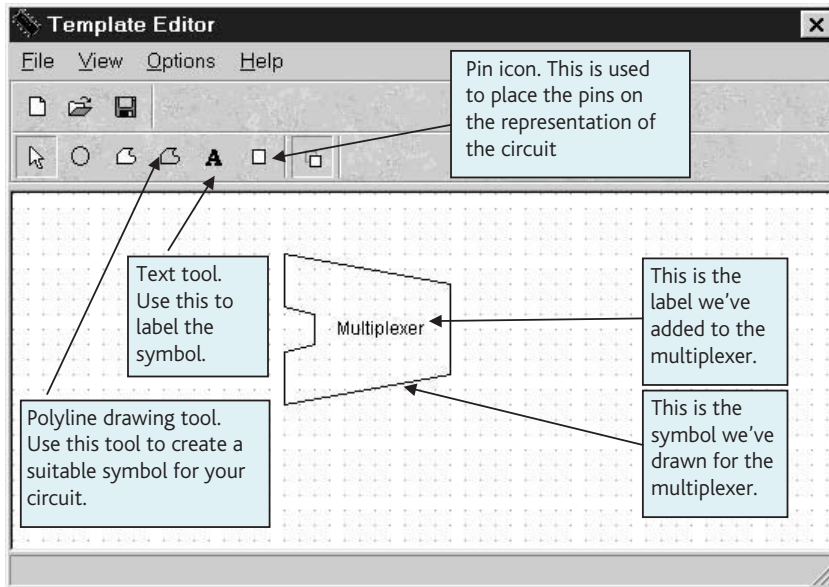 Template Editor
File View Options Help
Pin icon. This is used
to place the pins on
the representation of
the circuit
A
Text tool.
Use this to
label the
symbol.
Multiplexer
This is the
label we've
added to the
multiplexer.
Polyline drawing tool.
Use this tool to create a
suitable symbol for your
circuit.
This is the
symbol we've
drawn for the
multiplexer.